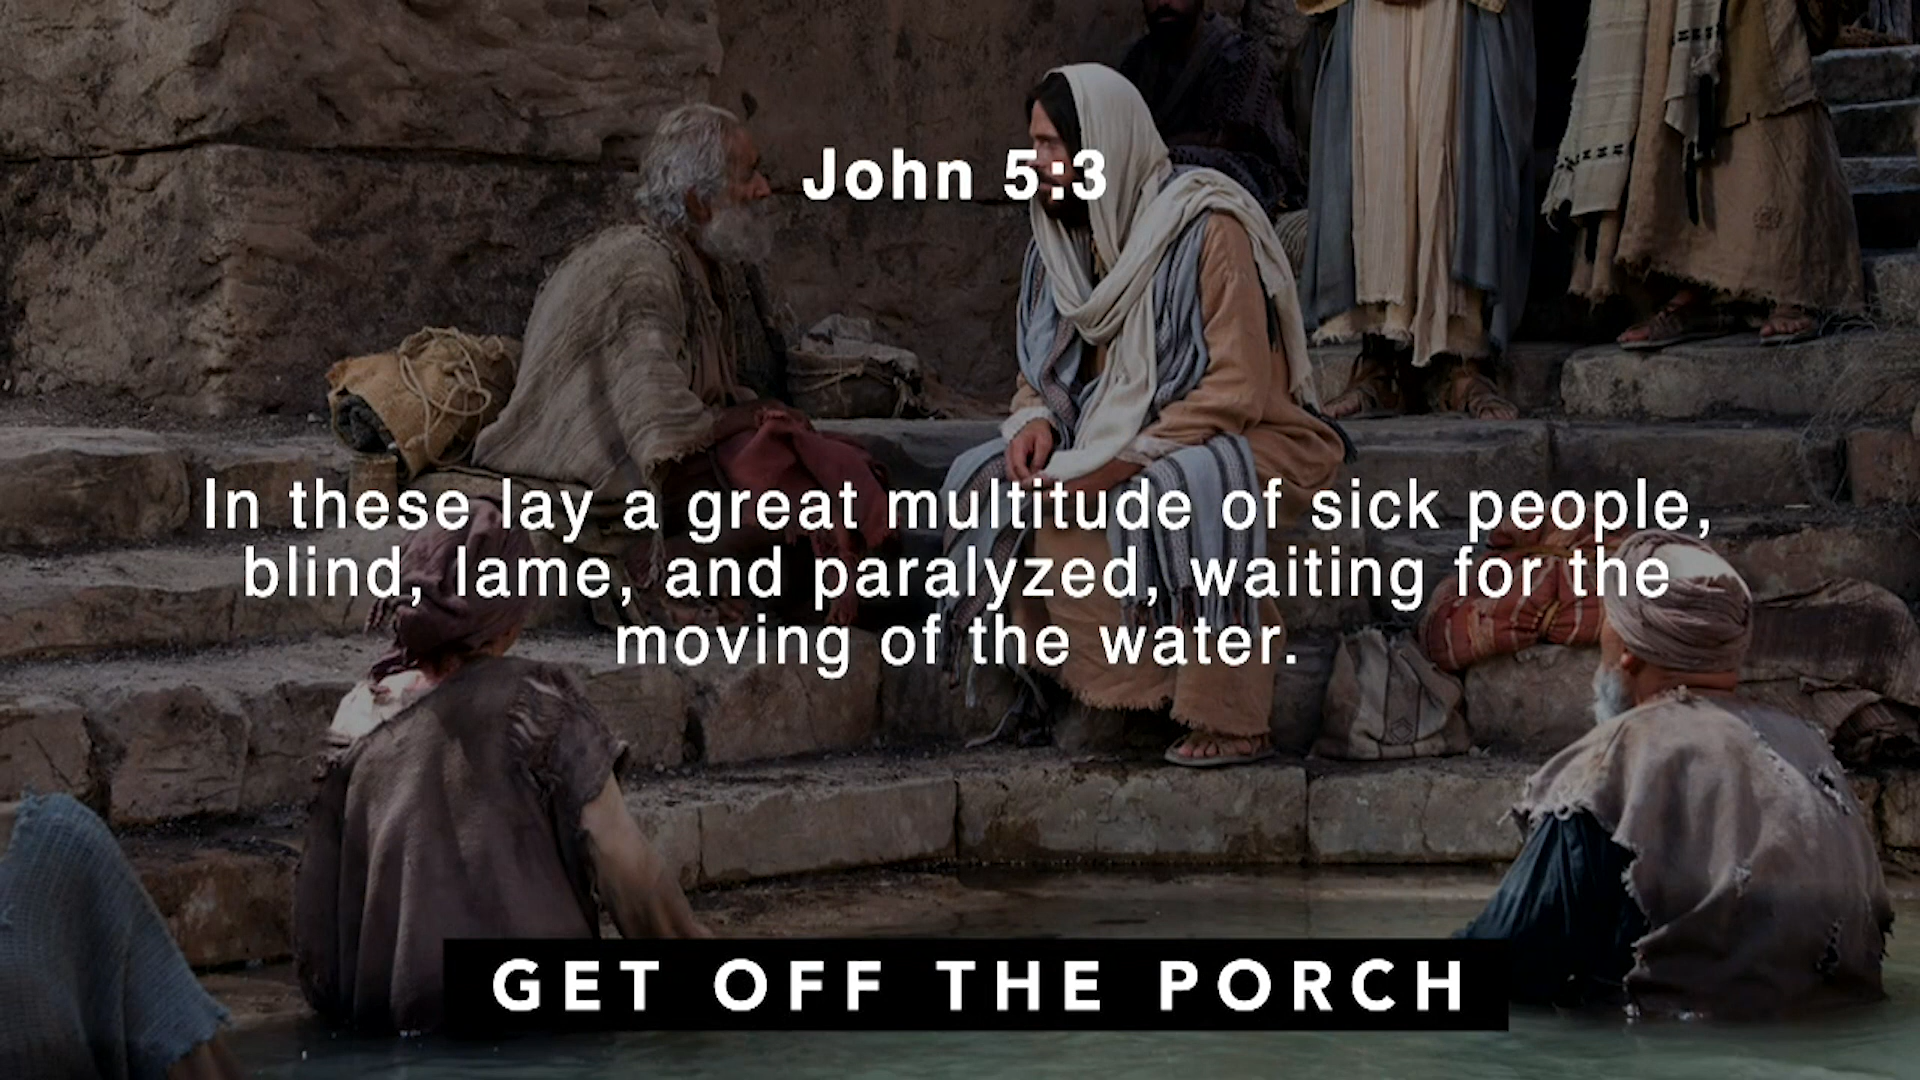 John 5:3
In these lay a great multitude of sick people,
blind, lame, and paralyzed, waiting for the
moving of the water.
GET OFF THE PORCH